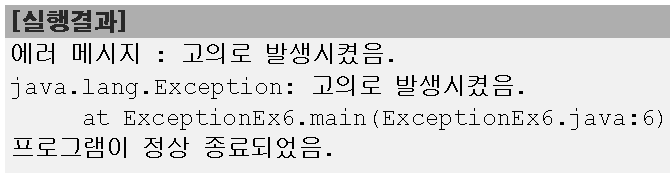 [실행결과]
에러 메시지 : 고의로 발생시켰음.
java.lang.Exception: 고의로 발생시켰음.
at ExceptionEx6.main(ExceptionEx6.java:6)
프로그램이 정상 종료되었음.